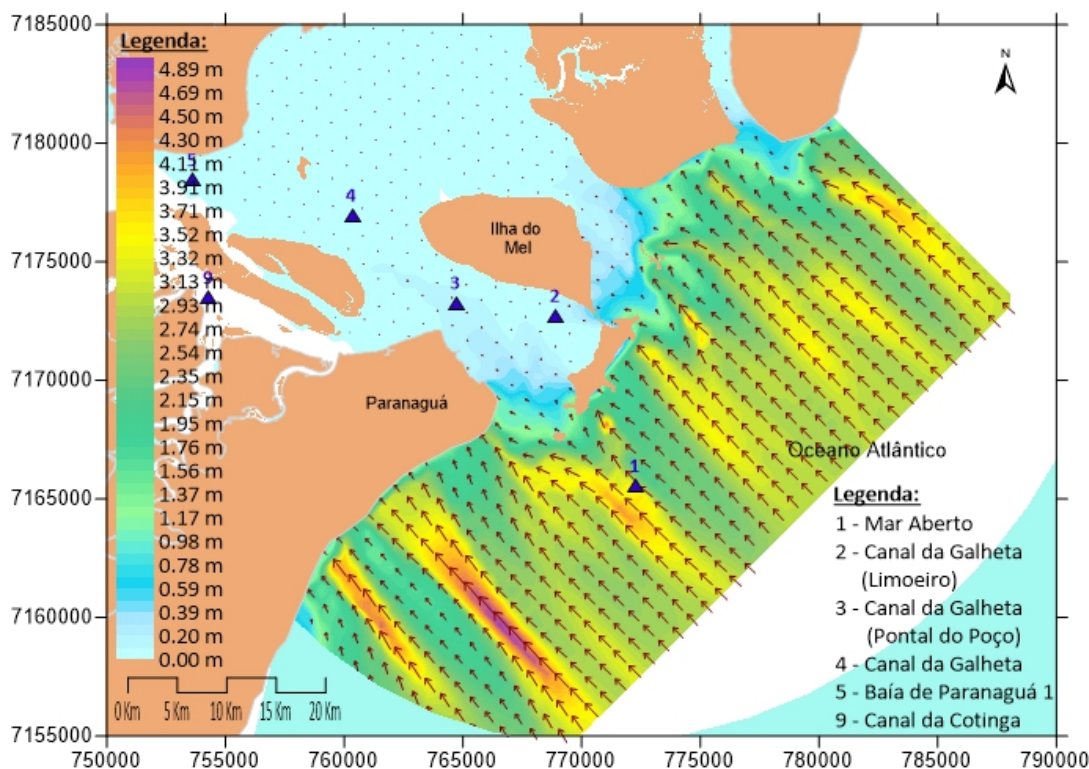 7185000
7180000
7175000
7170000
7165000
7160000
7155000
750000 755000 760000 765000 770000 775000 780000 785000 790000
Legenda:
4.89 m
4.69 m
4.50 m
4.30 m
4.11 m
3.91 m
3.71 m
3.52 m
3.32 m
3.13 m
2.93 m
2.74 m
2.54 m
2.35 m
2.15 m
1.95 m
1.76 m
1.56 m
1.37 m
1.17 m
0.98 m
0.78 m
0.59 m
0.39 m
0.20 m
0.00 m
0 Km 5 Km 10 Km 15 Km 20 Km
N
5
4
9
3
2
1
Ilha do
Mel
Paranaguá
Oceano Atlântico
Legenda:
1 - Mar Aberto
2 - Canal da Galheta
(Limoeiro)
3 - Canal da Galheta
(Pontal do Poço)
4 - Canal da Galheta
5 - Baía de Paranaguá 1
9 - Canal da Cotinga